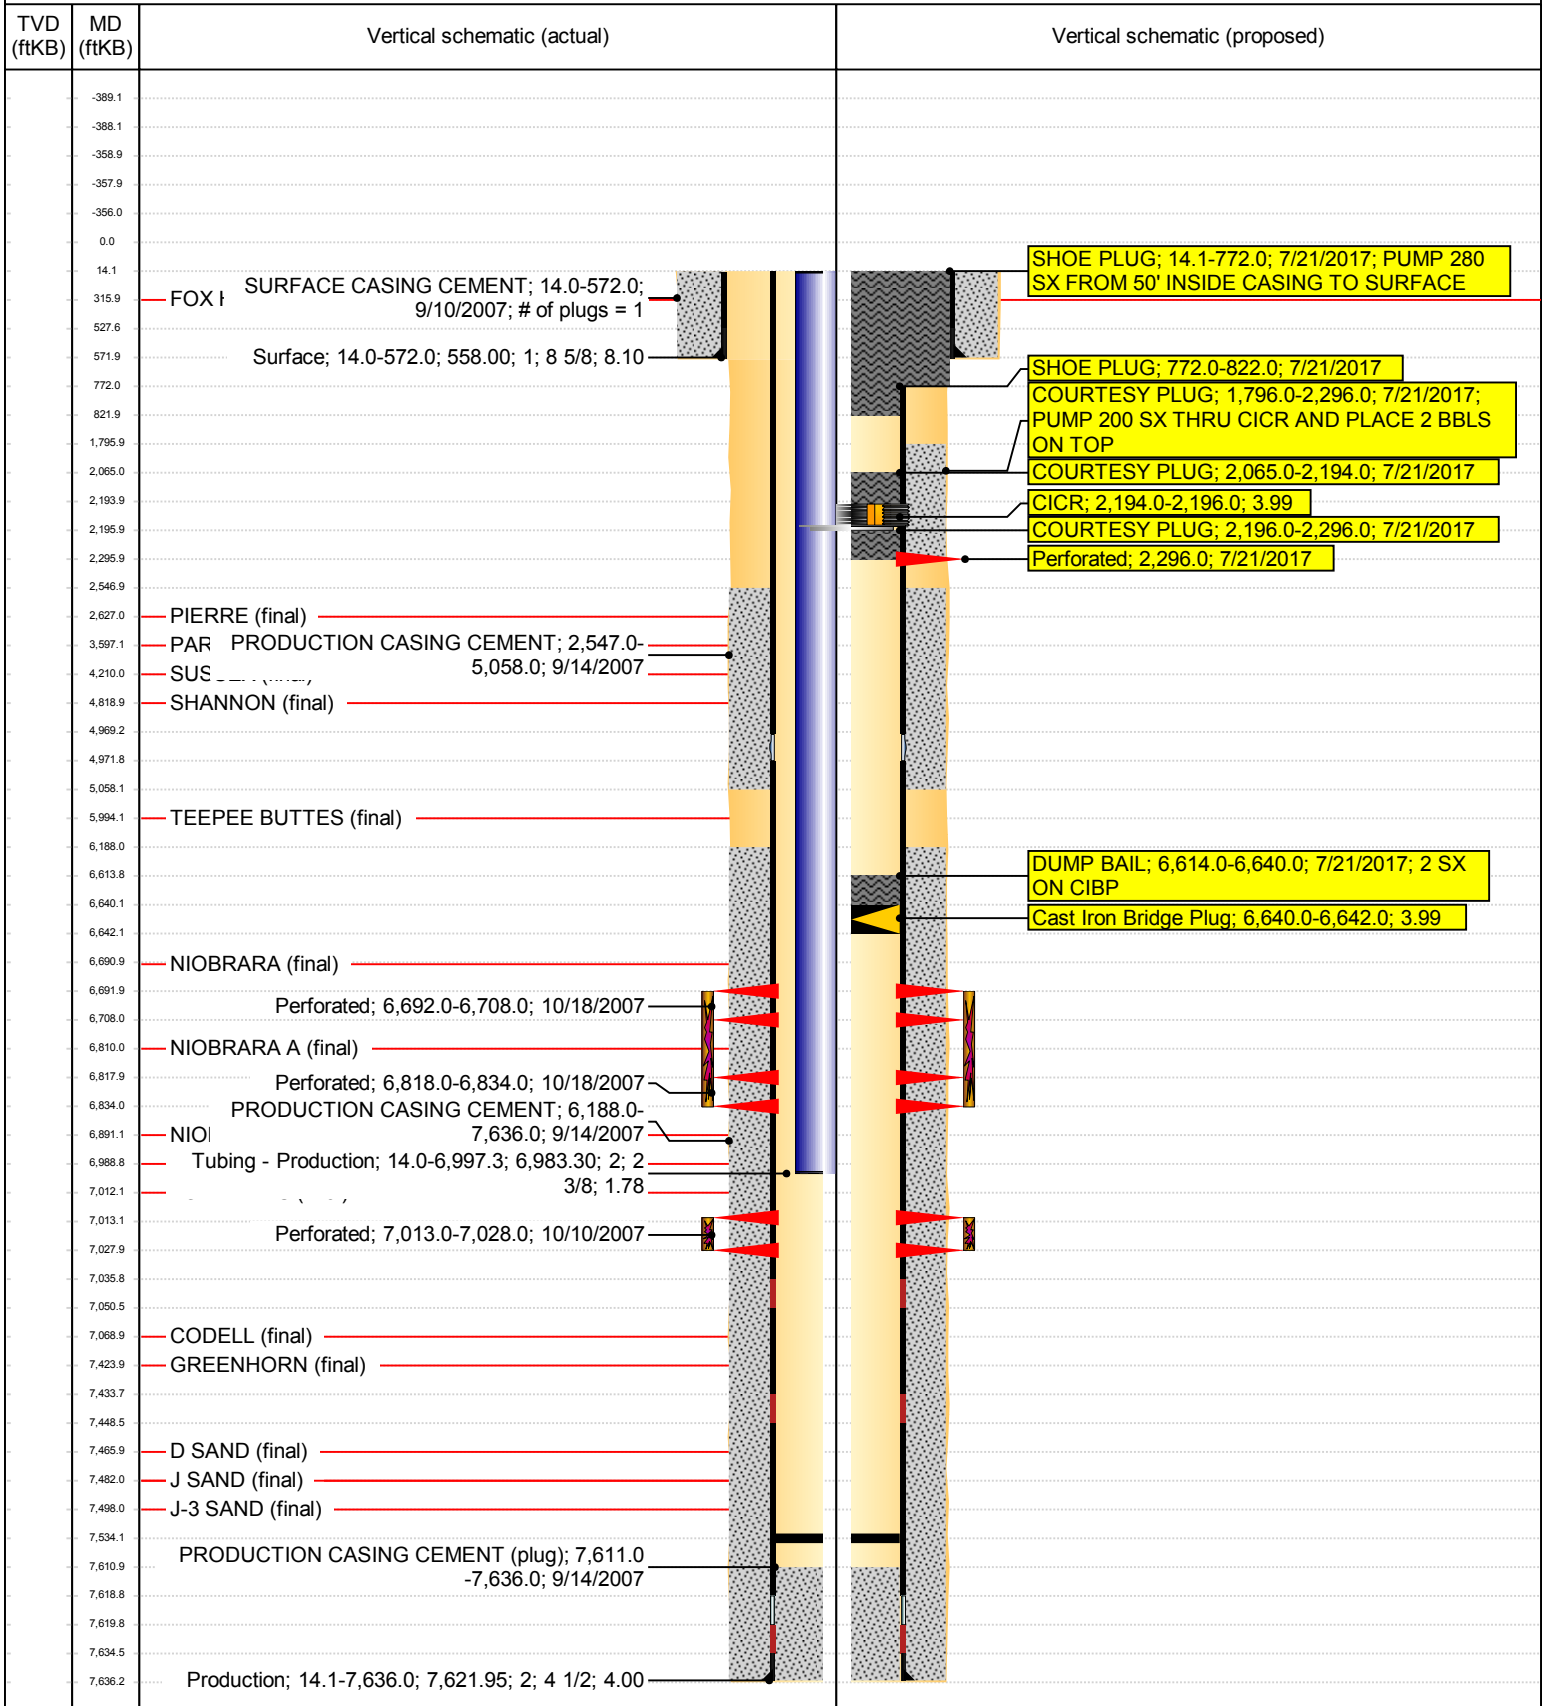 TVD
(ftKB)
MD
(ftKB)
Vertical schematic (actual)
Vertical schematic (proposed)
-389.1
-388.1
-358.9
-357.9
-356.0
0.0
14.1
315.9
527.6
571.9
772.0
821.9
1,795.9
2,065.0
2,193.9
2,195.9
2,295.9
2,546.9
2,627.0
3,597.1
4,210.0
4,818.9
4,969.2
4,971.8
5,058.1
5,994.1
6,188.0
6,613.8
6,640.1
6,642.1
6,690.9
6,691.9
6,708.0
6,810.0
6,817.9
6,834.0
6,891.1
6,988.8
7,012.1
7,013.1
7,027.9
7,035.8
7,050.5
7,068.9
7,423.9
7,433.7
7,448.5
7,465.9
7,482.0
7,498.0
7,534.1
7,610.9
7,618.8
7,619.8
7,634.5
7,636.2
SURFACE CASING CEMENT; 14.0-572.0;
9/10/2007; # of plugs = 1
FOX
Surface; 14.0-572.0; 558.00; 1; 8 5/8; 8.10
PIERRE (final)
PAR
PRODUCTION CASING CEMENT; 2,547.0-
5,058.0; 9/14/2007
SUS
SHANNON (final)
TEEPEE BUTTES (final)
NIOBRARA (final)
Perforated; 6,692.0-6,708.0; 10/18/2007
NIOBRARA A (final)
Perforated; 6,818.0-6,834.0; 10/18/2007
PRODUCTION CASING CEMENT; 6,188.0-
7,636.0; 9/14/2007
NIO
Tubing - Production; 14.0-6,997.3; 6,983.30; 2; 2
3/8; 1.78
Perforated; 7,013.0-7,028.0; 10/10/2007
CODELL (final)
GREENHORN (final)
D SAND (final)
J SAND (final)
J-3 SAND (final)
PRODUCTION CASING CEMENT (plug); 7,611.0
-7,636.0; 9/14/2007
Production; 14.1-7,636.0; 7,621.95; 2; 4 1/2; 4.00
SHOE PLUG; 14.1-772.0; 7/21/2017; PUMP 280
SX FROM 50' INSIDE CASING TO SURFACE
SHOE PLUG; 772.0-822.0; 7/21/2017
COURTESY PLUG; 1,796.0-2,296.0; 7/21/2017;
PUMP 200 SX THRU CICR AND PLACE 2 BBLS
ON TOP
COURTESY PLUG; 2,065.0-2,194.0; 7/21/2017
CICR; 2,194.0-2,196.0; 3.99
COURTESY PLUG; 2,196.0-2,296.0; 7/21/2017
Perforated; 2,296.0; 7/21/2017
DUMP BAIL; 6,614.0-6,640.0; 7/21/2017; 2 SX
ON CIBP
Cast Iron Bridge Plug; 6,640.0-6,642.0; 3.99